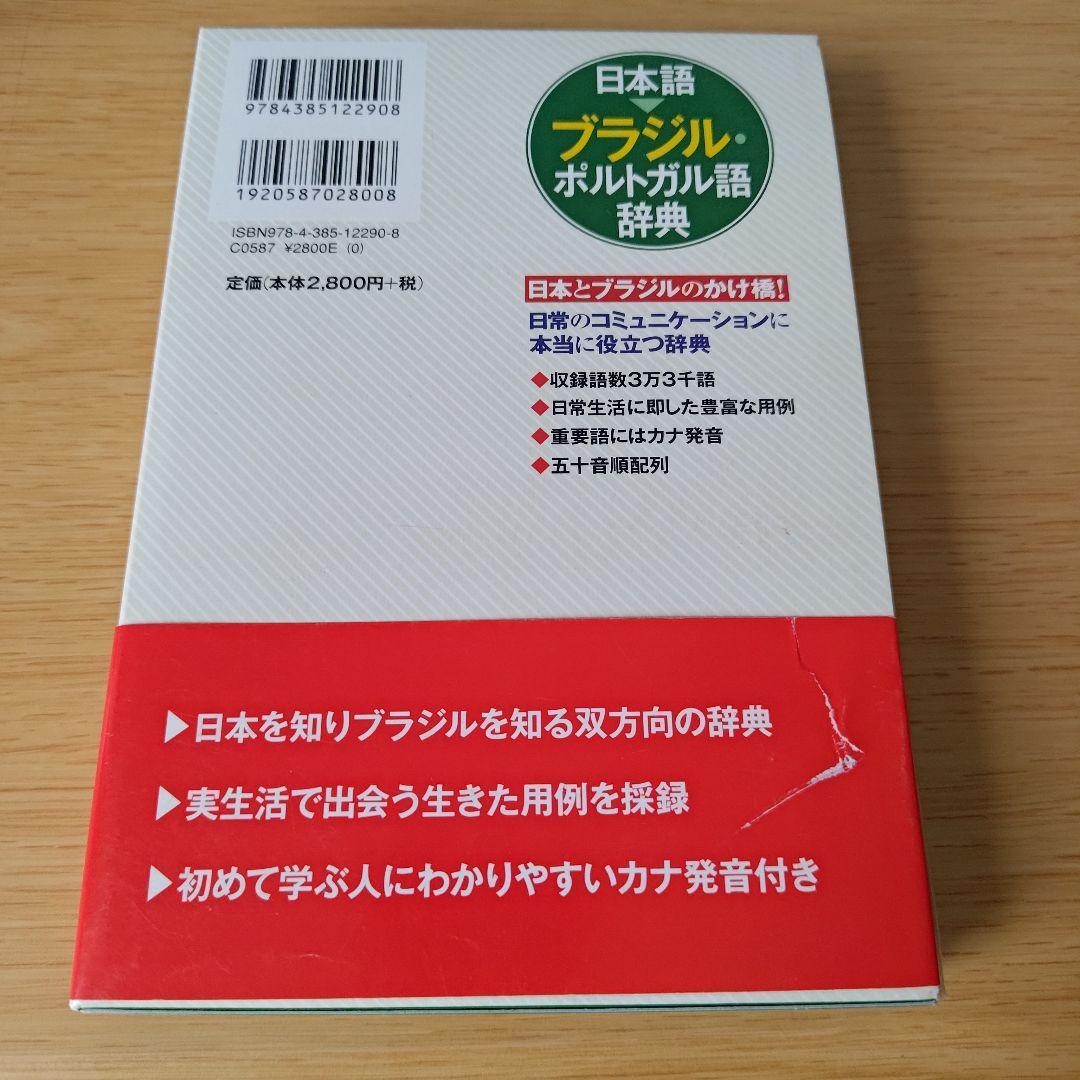 9784385122908
1920587028008
ISBN978-4-385-12290-8
C0587 ¥2800E (0)
定価(本体2,800円+税)
日本語
ブラジル・
ポルトガル語
辞典
日本とブラジルのかけ橋!
日常のコミュニケーションに
本当に役立つ辞典
◆収録語数3万3千語
◆日常生活に即した豊富な用例
◆重要語にはカナ発音
◆五十音順配列
▶日本を知りブラジルを知る双方向の辞典
▶実生活で出会う生きた用例を採録
▶初めて学ぶ人にわかりやすいカナ発音付き